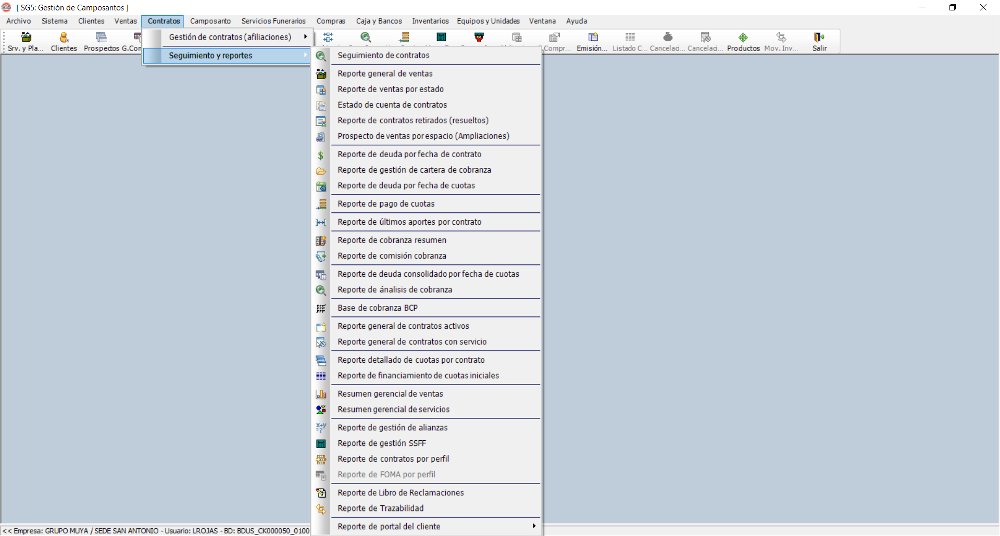 SG5 [ SG5: Gestión de Camposantos ]
Archivo Sistema Clientes Ventas Contratos Camposanto Servicios Funerarios Compras Caja y Bancos Inventarios Equipos y Unidades Ventana Ayuda
Srv. y Pla... Clientes Prospectos G.Con Compr... Emisión... Listado C... Cancelaci... Cancelaci... Productos Mov. Inv... Salir
Gestión de contratos (afiliaciones)
Seguimiento y reportes
Seguimiento de contratos
Reporte general de ventas
Reporte de ventas por estado
Estado de cuenta de contratos
Reporte de contratos retirados (resueltos)
Prospecto de ventas por espacio (Ampliaciones)
Reporte de deuda por fecha de contrato
Reporte de gestión de cartera de cobranza
Reporte de deuda por fecha de cuotas
Reporte de pago de cuotas
Reporte de últimos aportes por contrato
Reporte de cobranza resumen
Reporte de comisión cobranza
Reporte de deuda consolidado por fecha de cuotas
Reporte de ánalisis de cobranza
Base de cobranza BCP
Reporte general de contratos activos
Reporte general de contratos con servicio
Reporte detallado de cuotas por contrato
Reporte de financiamiento de cuotas iniciales
Resumen gerencial de ventas
Resumen gerencial de servicios
Reporte de gestión de alianzas
Reporte de gestión SSFF
Reporte de contratos por perfil
Reporte de FOMA por perfil
Reporte de Libro de Reclamaciones
Reporte de Trazabilidad
Reporte de portal del cliente
<< Empresa: GRUPO MUYA / SEDE SAN ANTONIO - Usuario: LROJAS - BD: BDUS_CK000050_0100